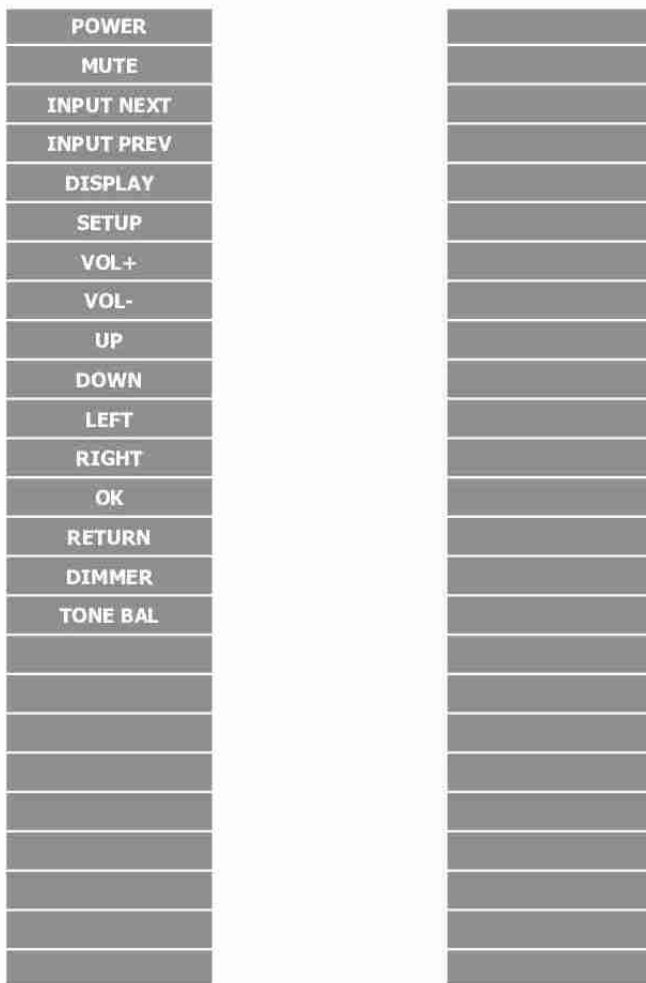 POWER
MUTE
INPUT NEXT
INPUT PREV
DISPLAY
SETUP
VOL+
VOL-
UP
DOWN
LEFT
RIGHT
OK
RETURN
DIMMER
TONE BAL